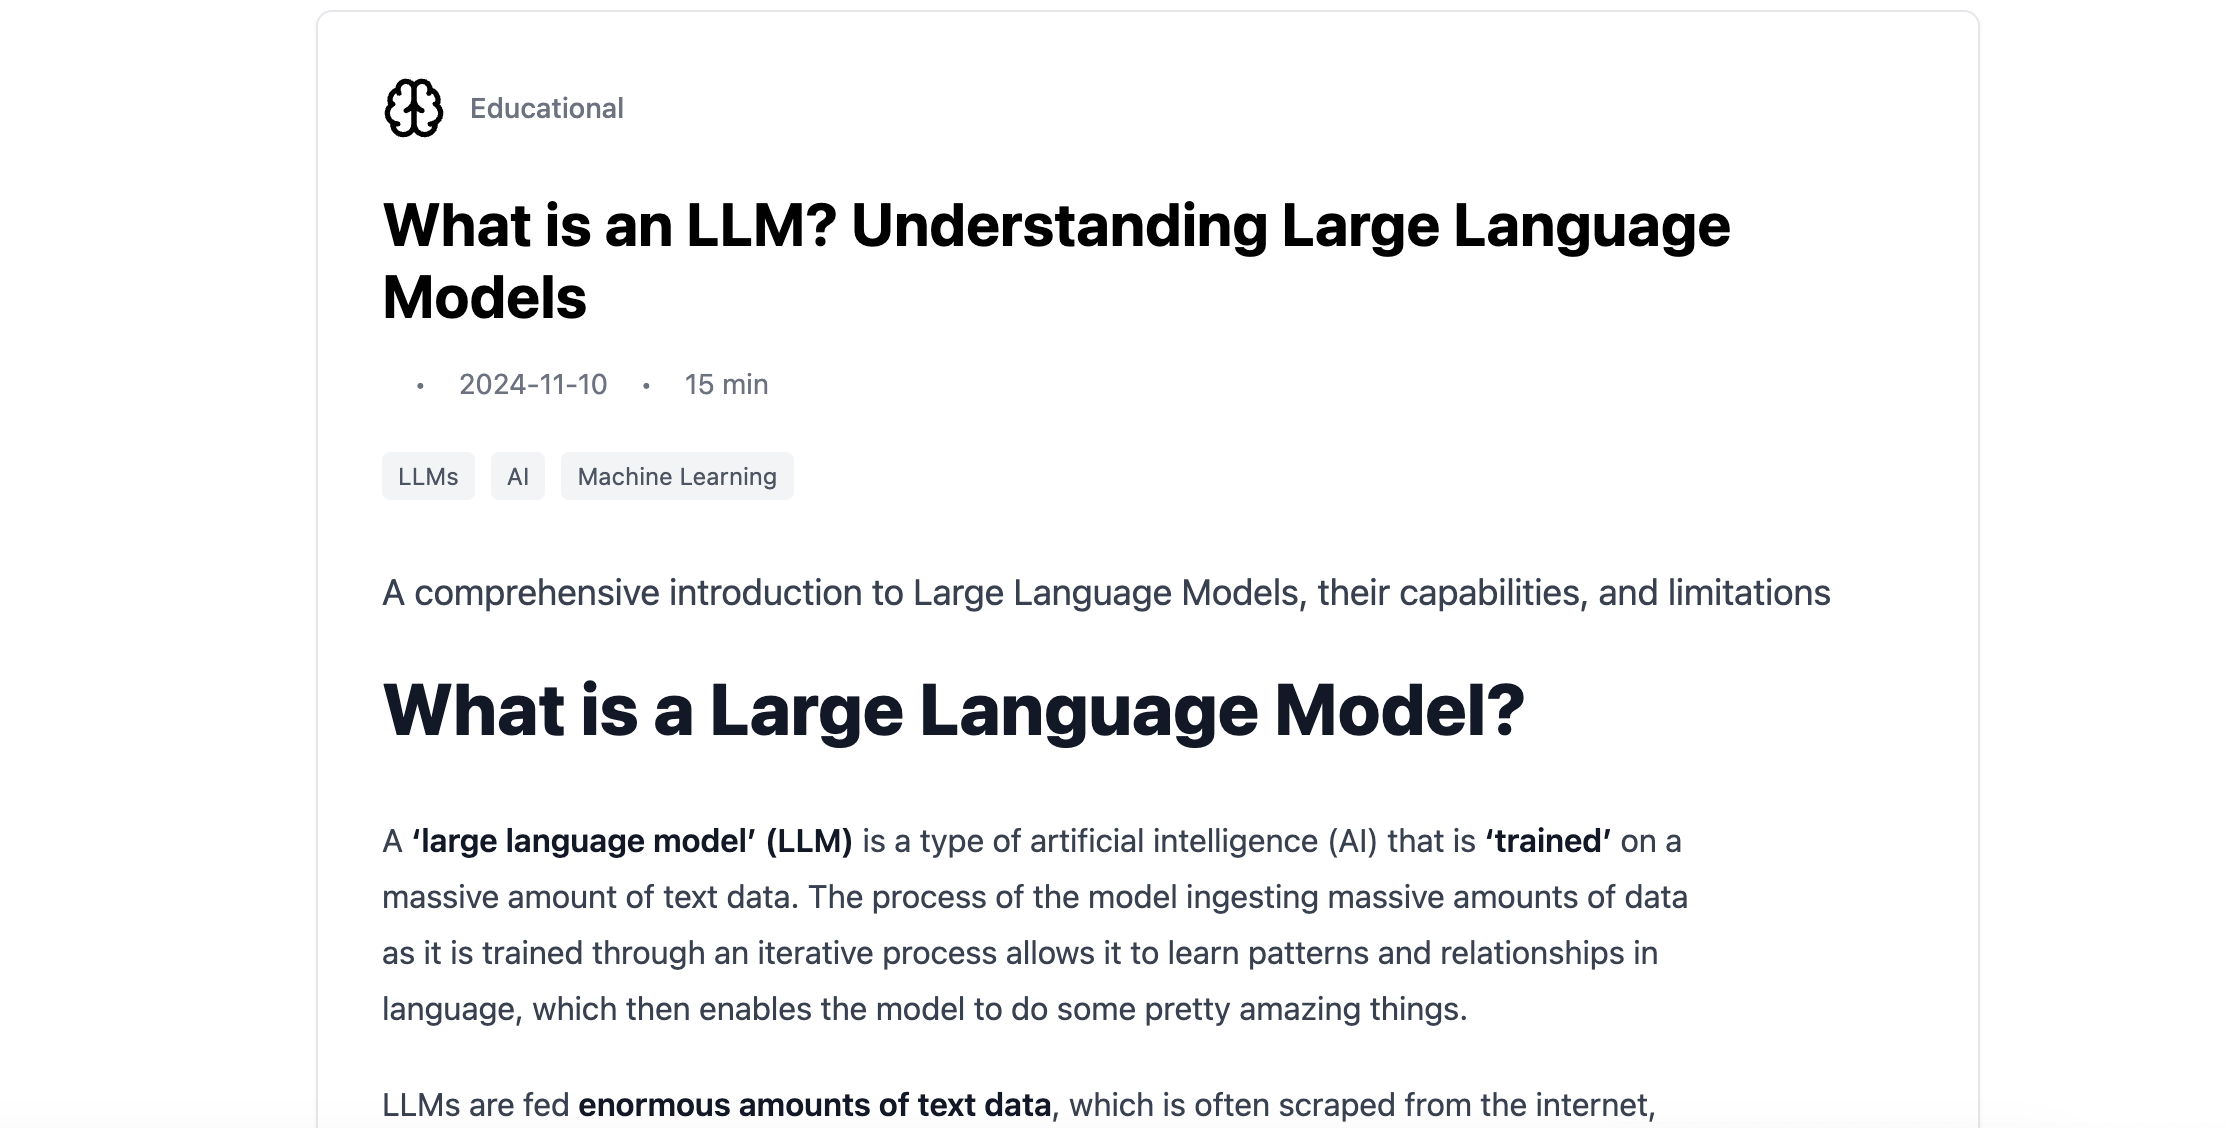 Educational
What is an LLM? Understanding Large Language
Models
• 2024-11-10 • 15 min
LLMs AI Machine Learning
A comprehensive introduction to Large Language Models, their capabilities, and limitations
What is a Large Language Model?
A ‘large language model’ (LLM) is a type of artificial intelligence (AI) that is ‘trained’ on a
massive amount of text data. The process of the model ingesting massive amounts of data
as it is trained through an iterative process allows it to learn patterns and relationships in
language, which then enables the model to do some pretty amazing things.
LLMs are fed enormous amounts of text data, which is often scraped from the internet,